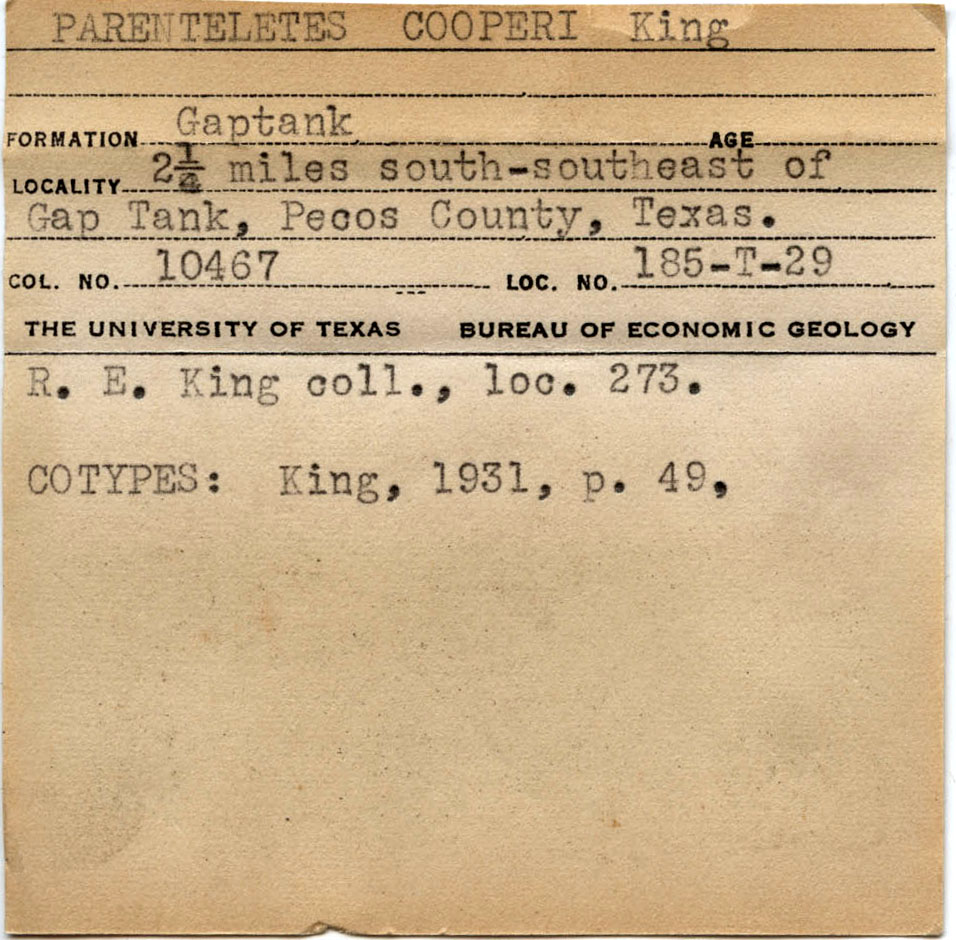 PARENTELETES COOPERI King
FORMATION Gaptank AGE
LOCALITY 2¼ miles south-southeast of
Gap Tank, Pecos County, Texas.
COL. NO. 10467 LOC. NO. 185-T-29
THE UNIVERSITY OF TEXAS BUREAU OF ECONOMIC GEOLOGY
R. E. King coll., loc. 273.
COTYPES: King, 1931, p. 49,